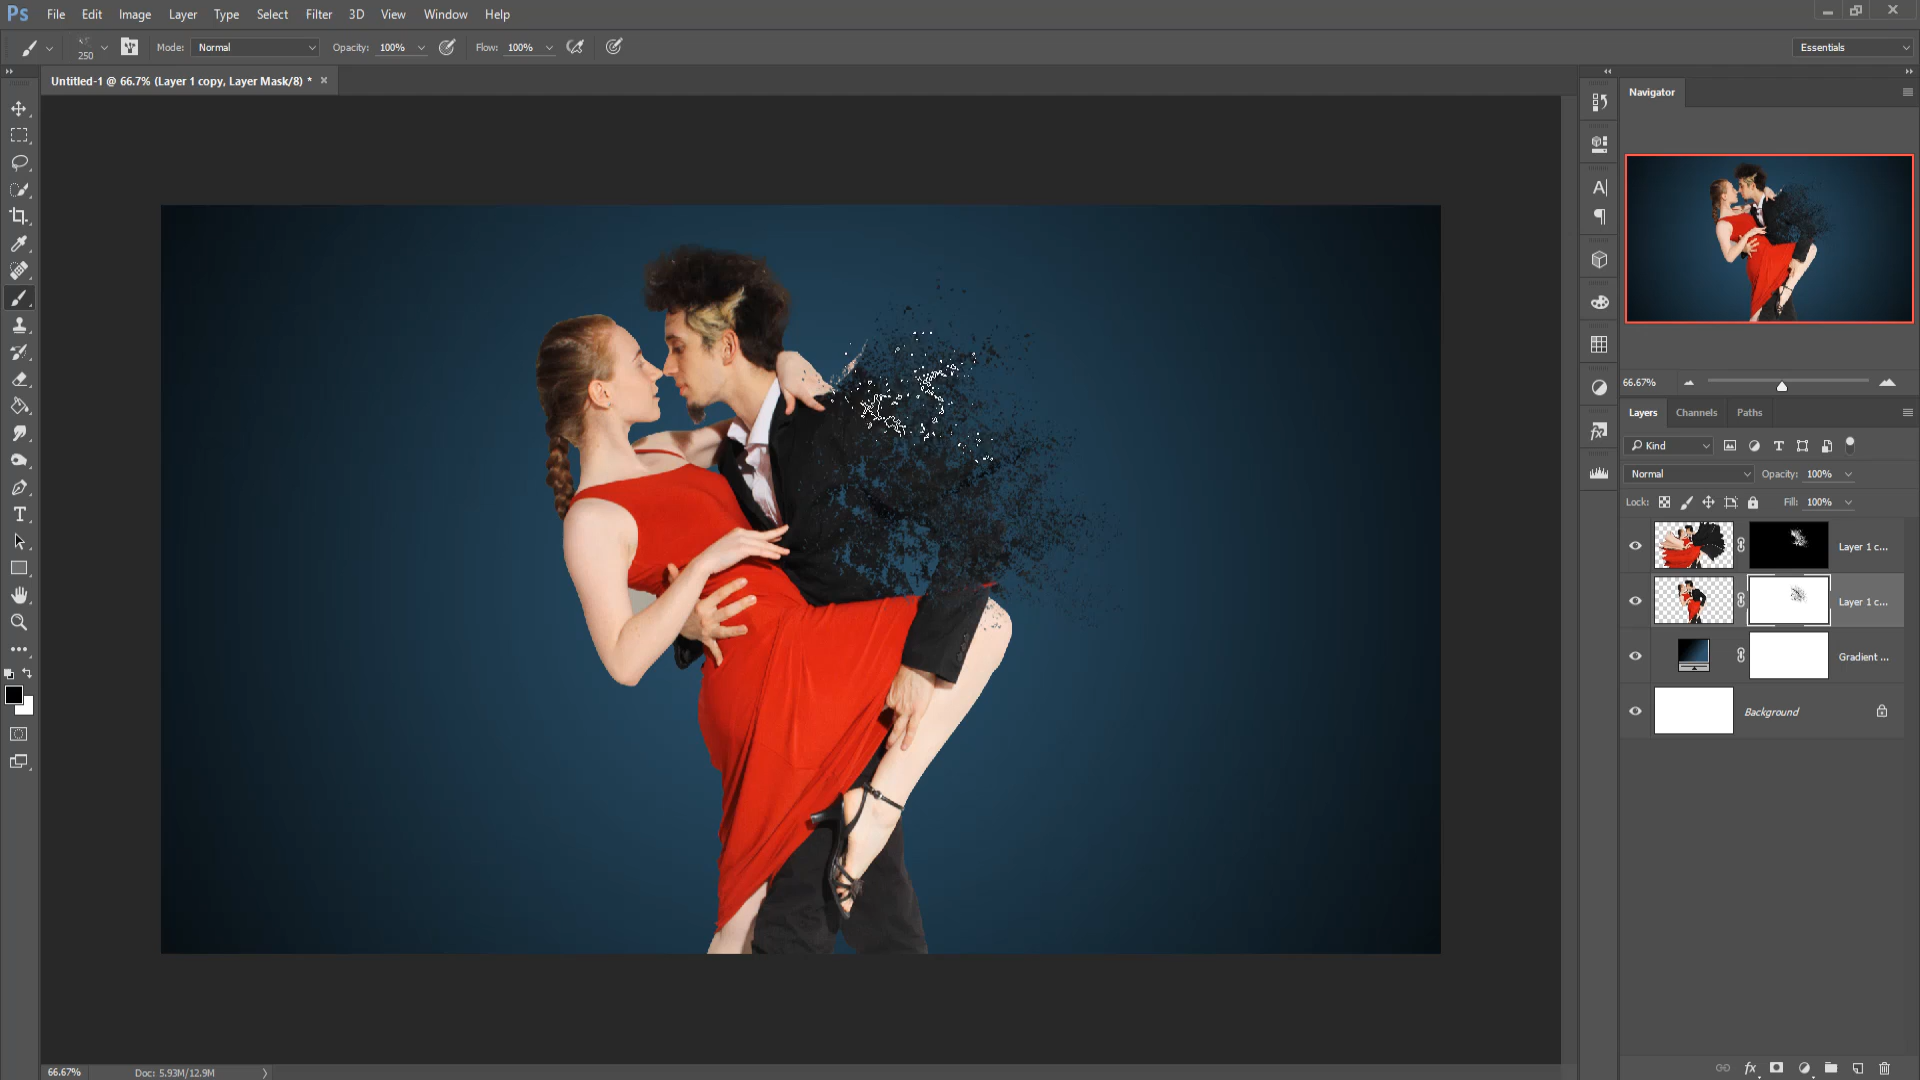 Ps File Edit Image Layer Type Select Filter 3D View Window Help
250 Mode: Normal Opacity: 100% Flow: 100% Essentials
Untitled-1 @ 66.7% (Layer 1 copy, Layer Mask/8) * ×
Navigator
66.67%
Layers Channels Paths
Kind
Normal Opacity: 100%
Lock: Fill: 100%
Layer 1 c...
Layer 1 c...
Gradient ...
Background
66.67% Doc: 5.93M/12.9M